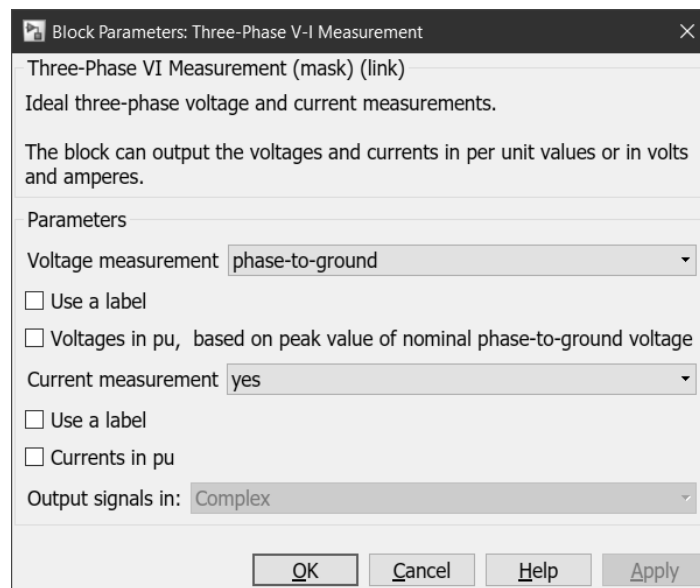 Block Parameters: Three-Phase V-I Measurement
Three-Phase VI Measurement (mask) (link)
Ideal three-phase voltage and current measurements.
The block can output the voltages and currents in per unit values or in volts
and amperes.
Parameters
Voltage measurement phase-to-ground
Use a label
Voltages in pu, based on peak value of nominal phase-to-ground voltage
Current measurement yes
Use a label
Currents in pu
Output signals in: Complex
OK Cancel Help Apply